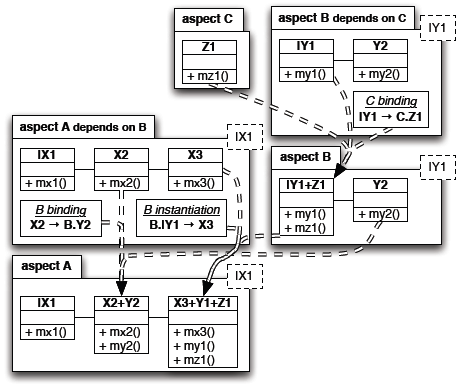 aspect C
Z1
+ mz1()
aspect B depends on C
IY1
IY1
Y2
+ my1()
+ my2()
C binding
IY1 → C.Z1
aspect A depends on B
IX1
IX1
X2
X3
+ mx1()
+ mx2()
+ mx3()
B binding
X2 → B.Y2
B instantiation
B.IY1 → X3
aspect B
IY1
IY1+Z1
Y2
+ my1()
+ mz1()
+ my2()
aspect A
IX1
IX1
X2+Y2
X3+Y1+Z1
+ mx1()
+ mx2()
+ my2()
+ mx3()
+ my1()
+ mz1()